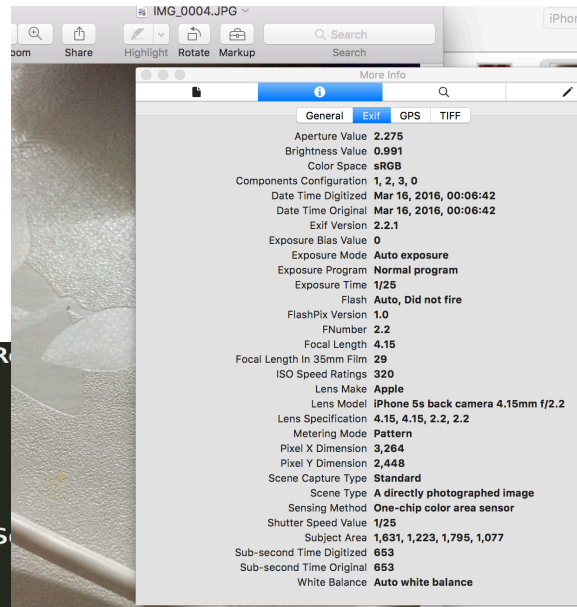 IMG_0004.JPG
iPhon
Search
oom Share Highlight Rotate Markup Search
More Info
General Exif GPS TIFF
Aperture Value 2.275
Brightness Value 0.991
Color Space sRGB
Components Configuration 1, 2, 3, 0
Date Time Digitized Mar 16, 2016, 00:06:42
Date Time Original Mar 16, 2016, 00:06:42
Exif Version 2.2.1
Exposure Bias Value 0
Exposure Mode Auto exposure
Exposure Program Normal program
Exposure Time 1/25
Flash Auto, Did not fire
FlashPix Version 1.0
FNumber 2.2
Focal Length 4.15
Focal Length In 35mm Film 29
ISO Speed Ratings 320
Lens Make Apple
Lens Model iPhone 5s back camera 4.15mm f/2.2
Lens Specification 4.15, 4.15, 2.2, 2.2
Metering Mode Pattern
Pixel X Dimension 3,264
Pixel Y Dimension 2,448
Scene Capture Type Standard
Scene Type A directly photographed image
Sensing Method One-chip color area sensor
Shutter Speed Value 1/25
Subject Area 1,631, 1,223, 1,795, 1,077
Sub-second Time Digitized 653
Sub-second Time Original 653
White Balance Auto white balance